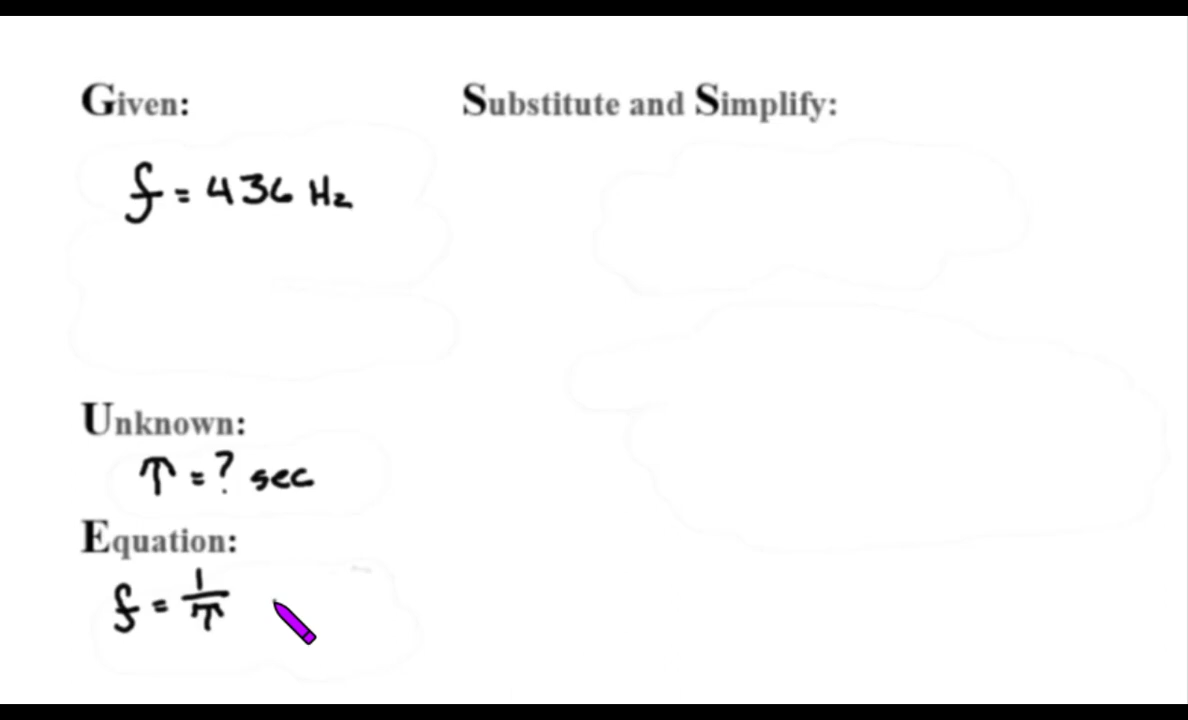 Given:
Substitute and Simplify:
f = 436 Hz
Unknown:
T = ? sec
Equation:
f = 1/T